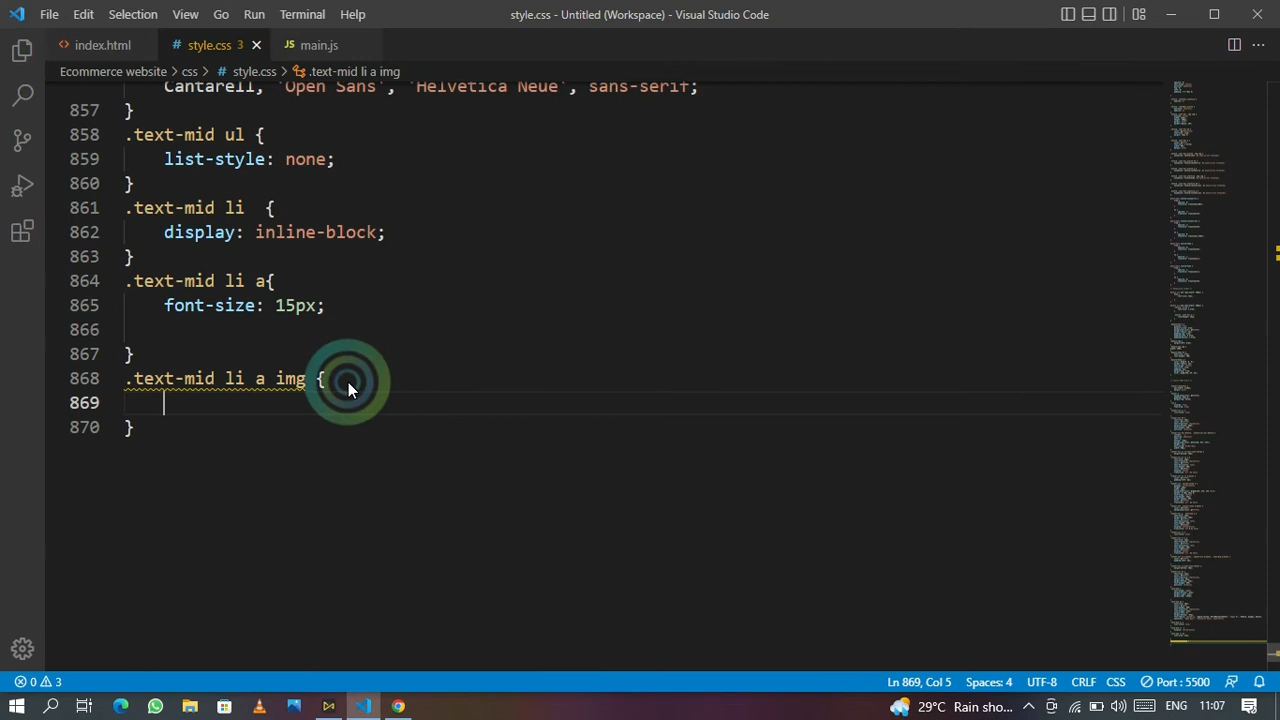 File Edit Selection View Go Run Terminal Help
style.css - Untitled (Workspace) - Visual Studio Code
index.html
style.css 3
JS main.js
Ecommerce website > css > style.css > .text-mid li a img
Cantarell, 'Open Sans', 'Helvetica Neue', sans-serif;
857 }
858 .text-mid ul {
859 list-style: none;
860 }
861 .text-mid li  {
862 display: inline-block;
863 }
864 .text-mid li a{
865 font-size: 15px;
866
867 }
868 .text-mid li a img {
869
870 }
0 3
Ln 869, Col 5 Spaces: 4 UTF-8 CRLF CSS Port : 5500
22°C Rain sho... ENG 11:07